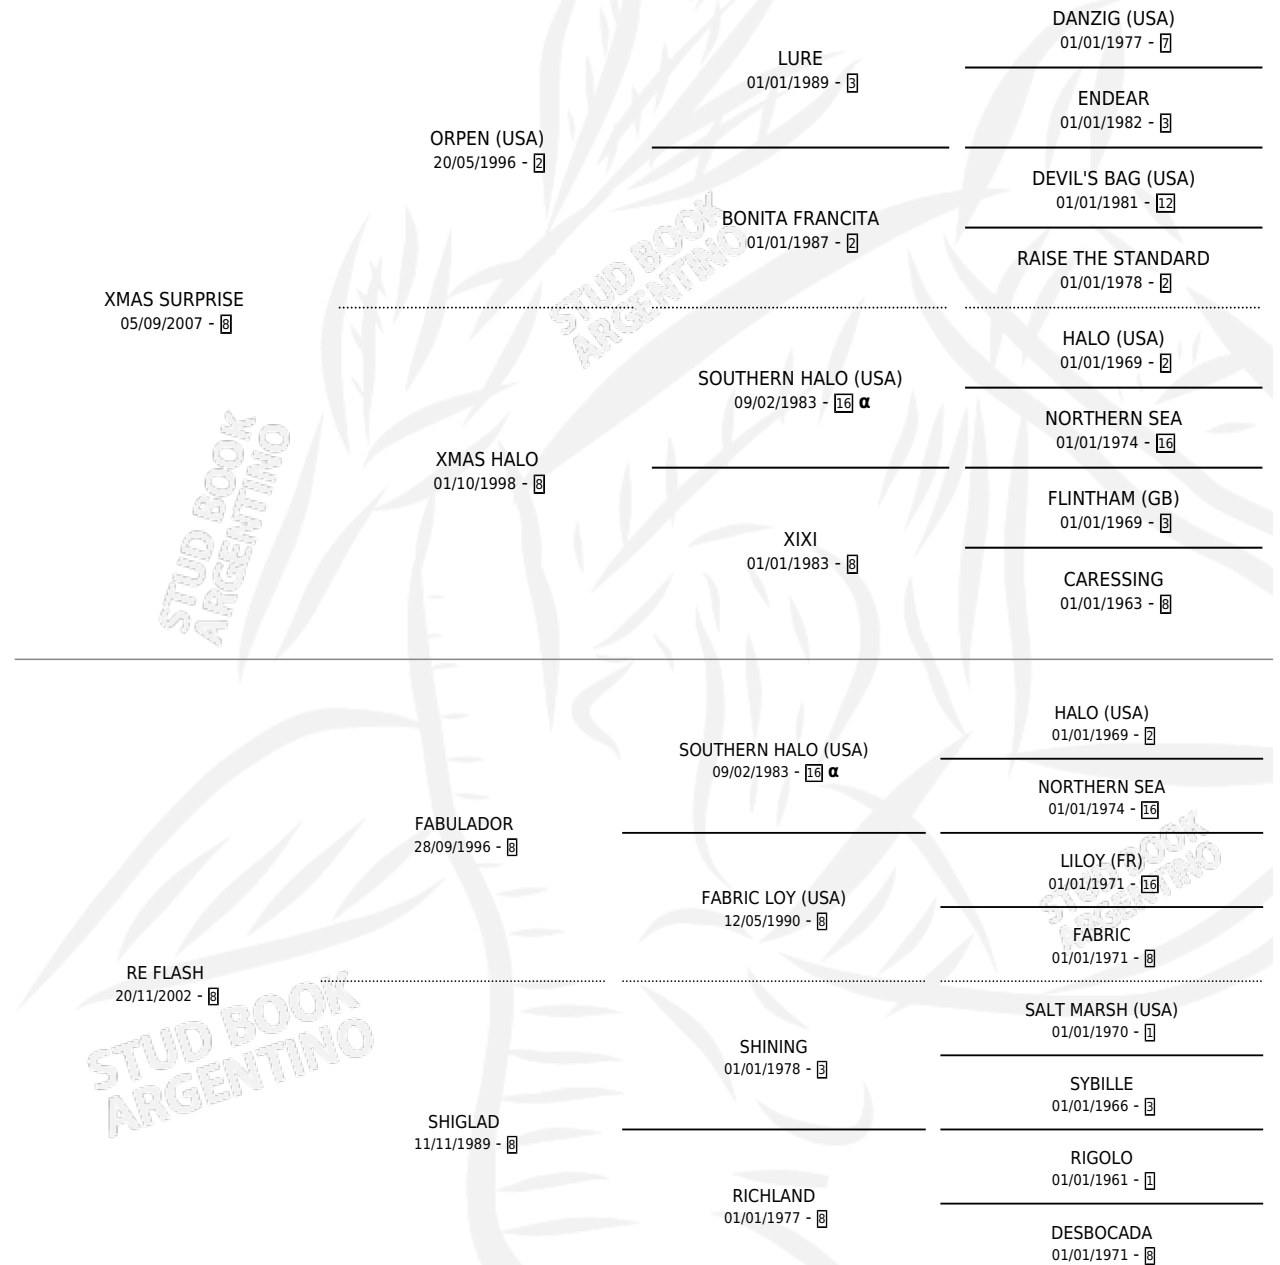 DANZIG (USA)
01/01/1977 - 7
LURE
01/01/1989 - 3
ENDEAR
01/01/1982 - 3
ORPEN (USA)
20/05/1996 - 2
DEVIL'S BAG (USA)
01/01/1981 - 12
BONITA FRANCITA
01/01/1987 - 2
RAISE THE STANDARD
01/01/1978 - 2
XMAS SURPRISE
05/09/2007 - 8
HALO (USA)
01/01/1969 - 2
SOUTHERN HALO (USA)
09/02/1983 - 16 α
NORTHERN SEA
01/01/1974 - 16
XMAS HALO
01/10/1998 - 8
FLINTHAM (GB)
01/01/1969 - 3
XIXI
01/01/1983 - 8
CARESSING
01/01/1963 - 8
HALO (USA)
01/01/1969 - 2
SOUTHERN HALO (USA)
09/02/1983 - 16 α
NORTHERN SEA
01/01/1974 - 16
FABULADOR
28/09/1996 - 8
LILOY (FR)
01/01/1971 - 16
FABRIC LOY (USA)
12/05/1990 - 8
FABRIC
01/01/1971 - 8
RE FLASH
20/11/2002 - 8
SALT MARSH (USA)
01/01/1970 - 1
SHINING
01/01/1978 - 3
SYBILLE
01/01/1966 - 3
SHIGLAD
11/11/1989 - 8
RIGOLO
01/01/1961 - 1
RICHLAND
01/01/1977 - 8
DESBOCADA
01/01/1971 - 8
STUD BOOK
ARGENTINO
STUD BOOK
ARGENTINO
STUD BOOK
ARGENTINO
STUD BOOK
ARGENTINO